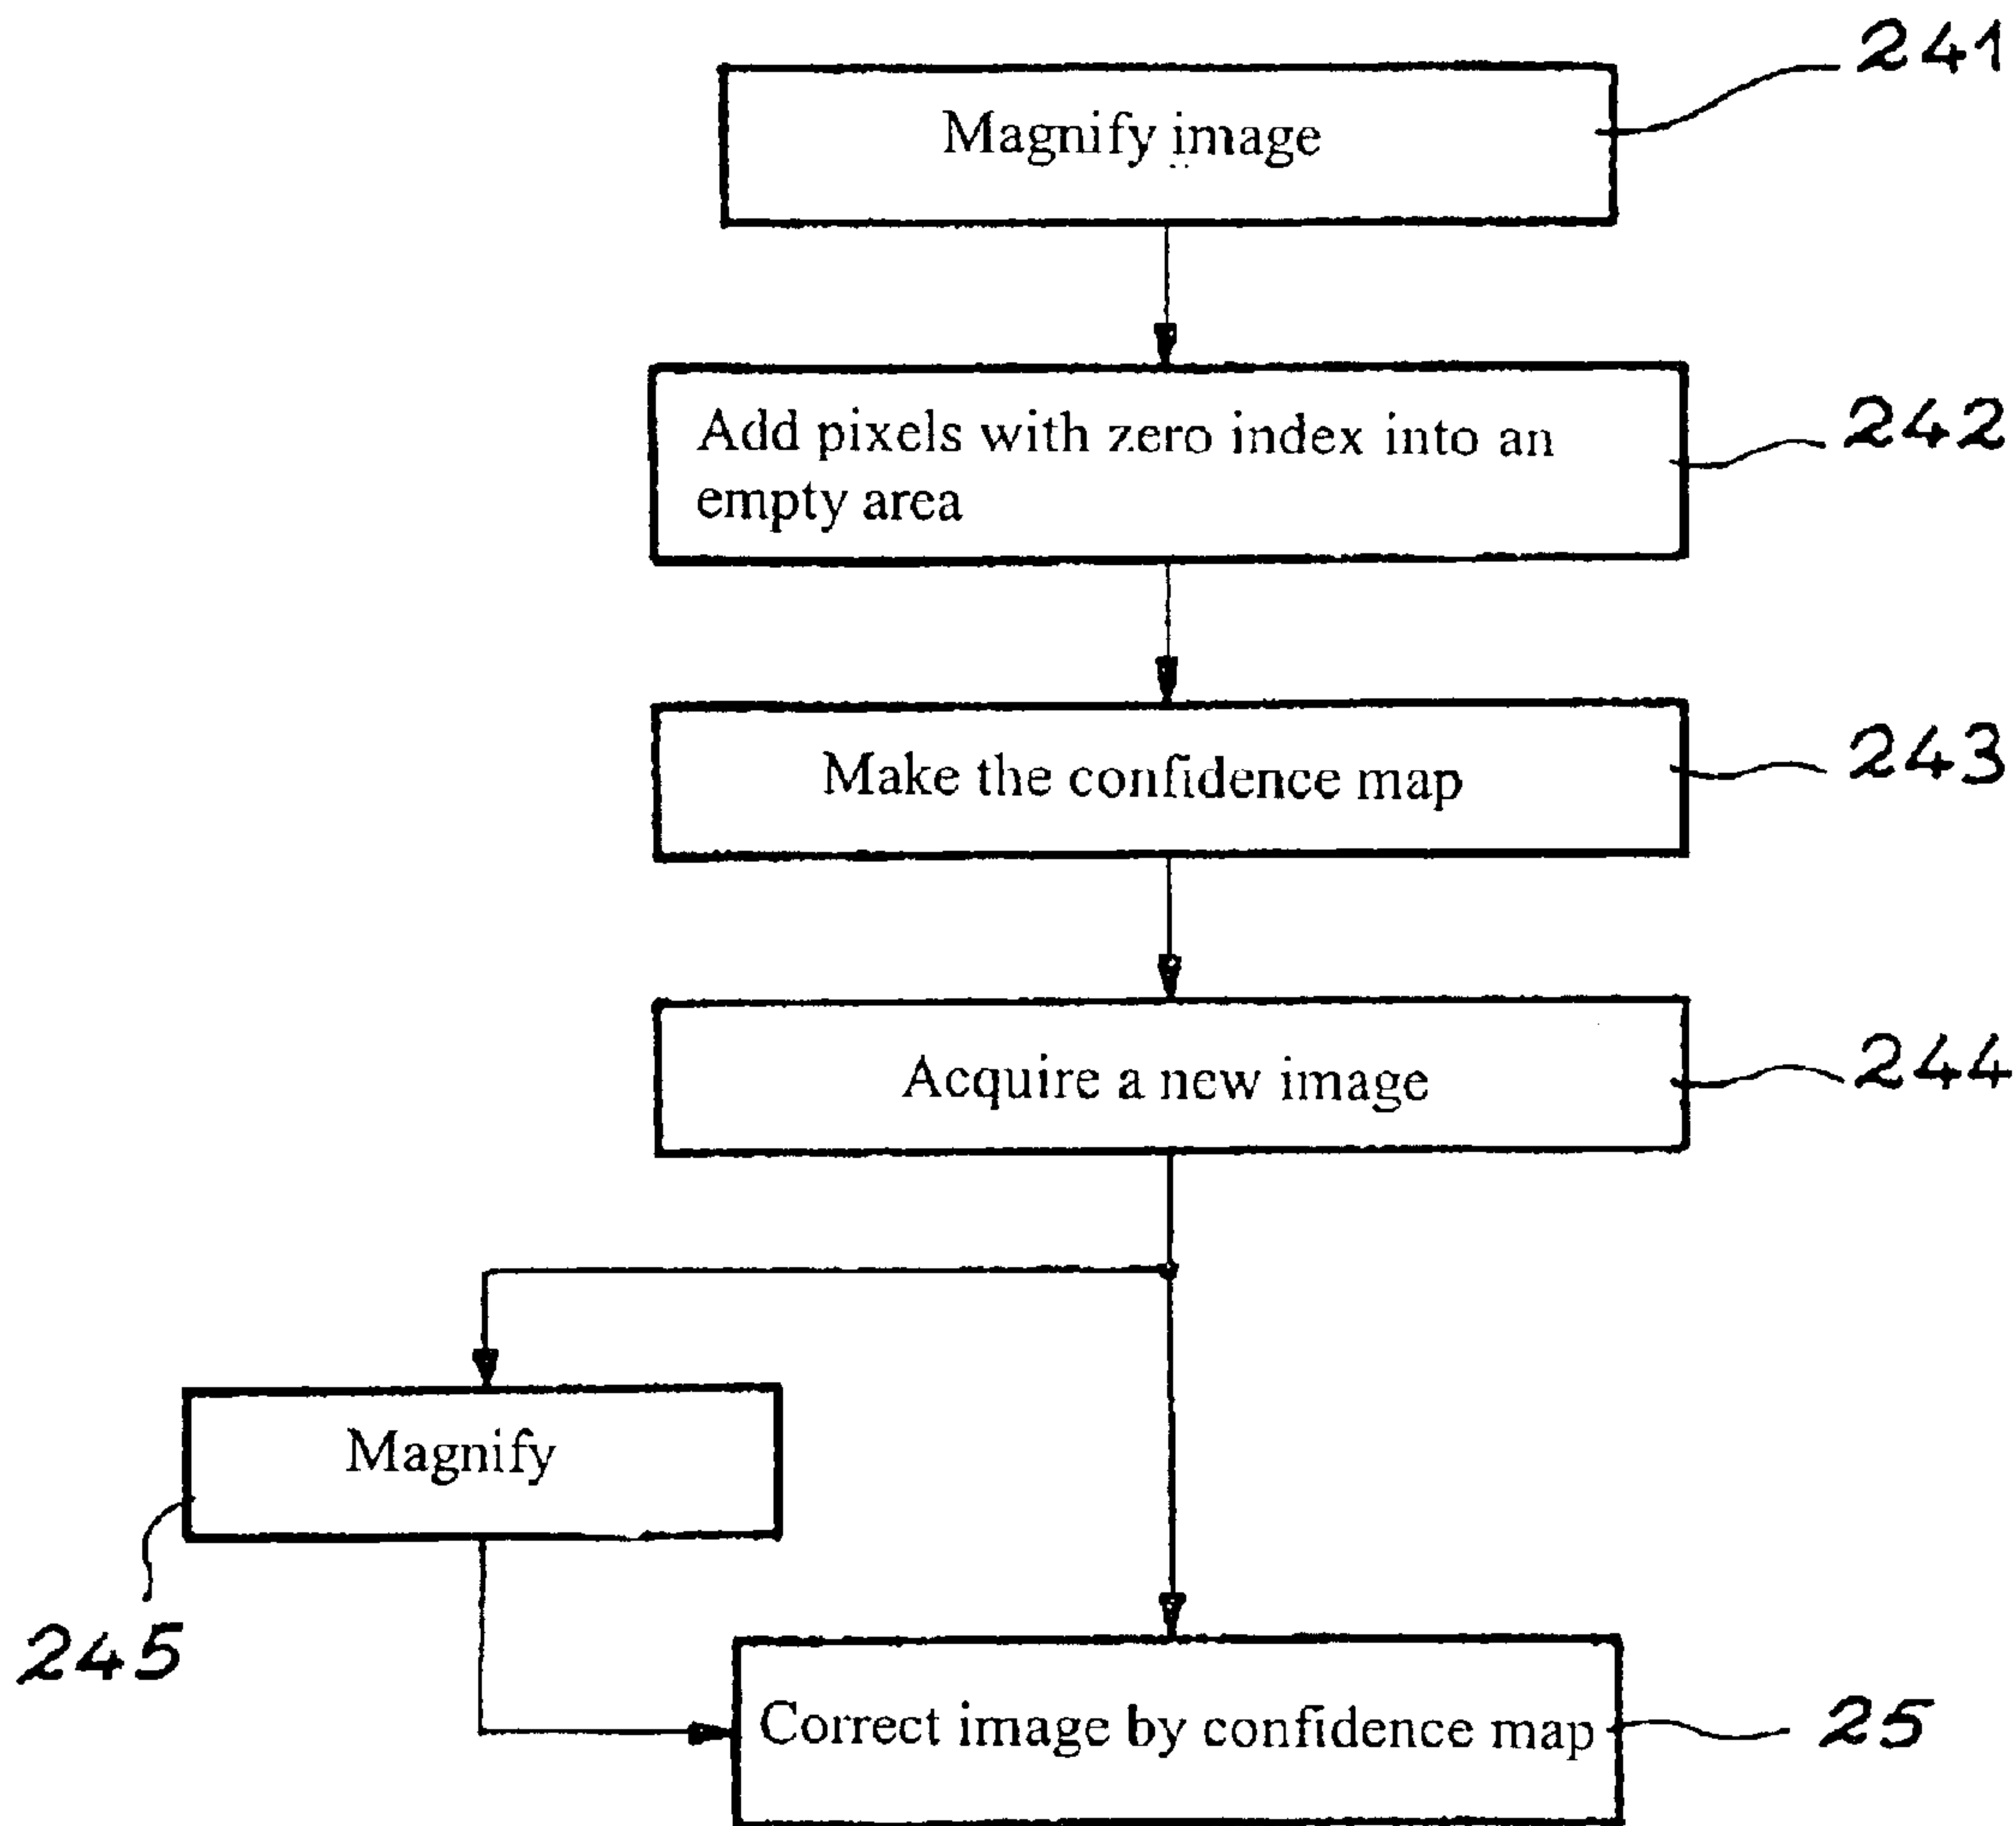 241
Magnify image
242
Add pixels with zero index into an
empty area
243
Make the confidence map
244
Acquire a new image
Magnify
245
Correct image by confidence map
25